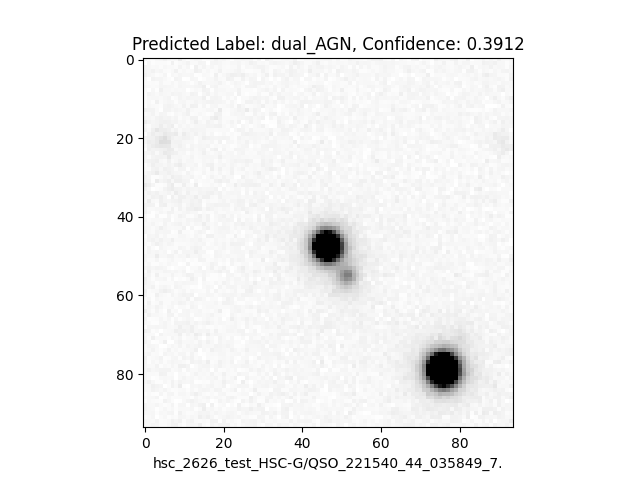 Predicted Label: dual_AGN, Confidence: 0.3912
0
20
40
60
80
0 20 40 60 80
hsc_2626_test_HSC-G/QSO_221540_44_035849_7.